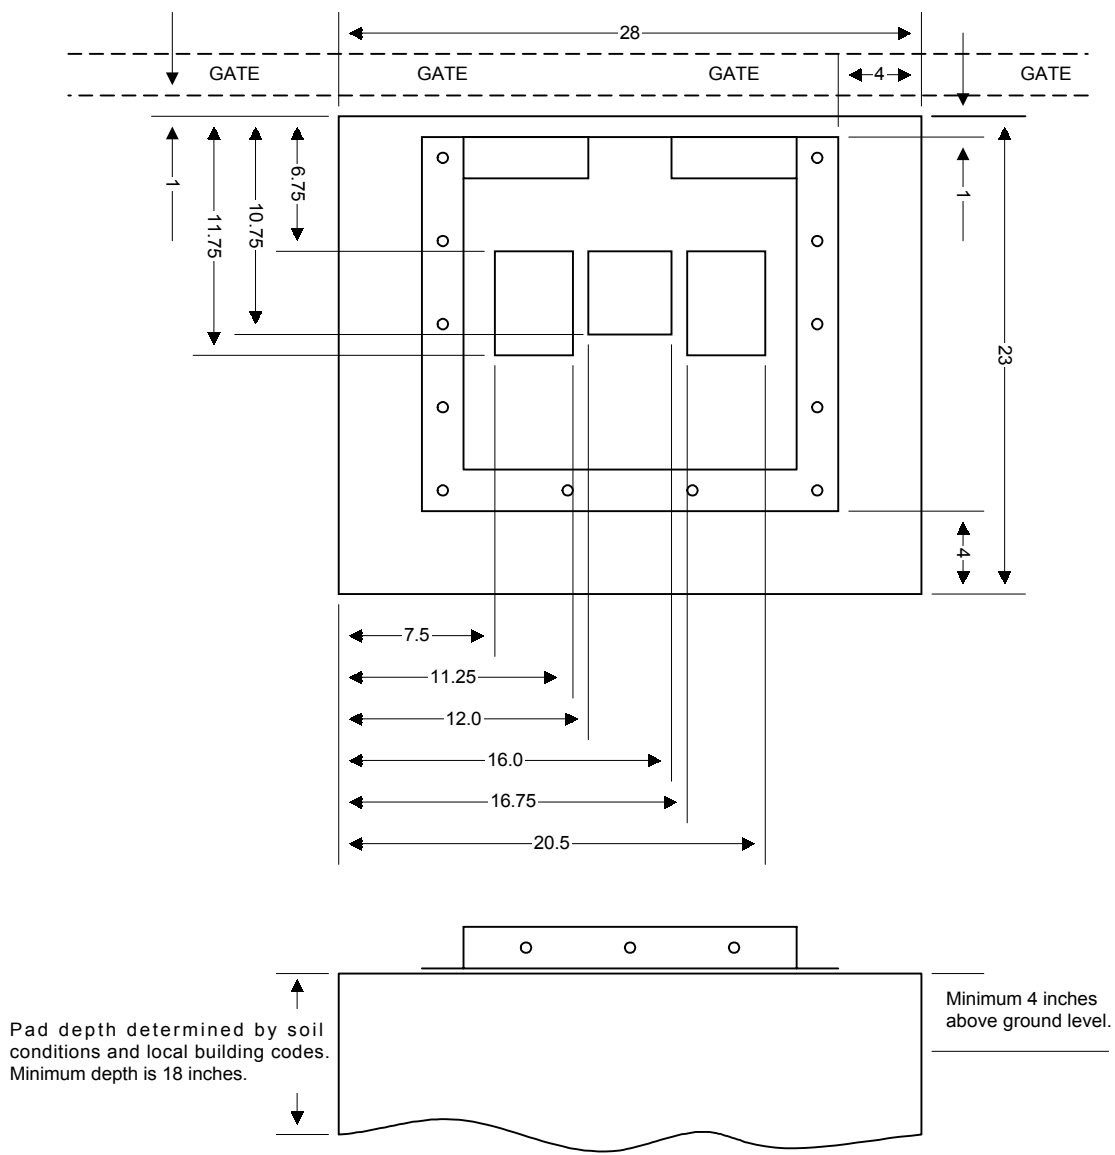 28
GATE
GATE
GATE
4
GATE
1
11.75
10.75
6.75
1
23
4
7.5
11.25
12.0
16.0
16.75
20.5
Pad depth determined by soil
conditions and local building codes.
Minimum depth is 18 inches.
Minimum 4 inches
above ground level.